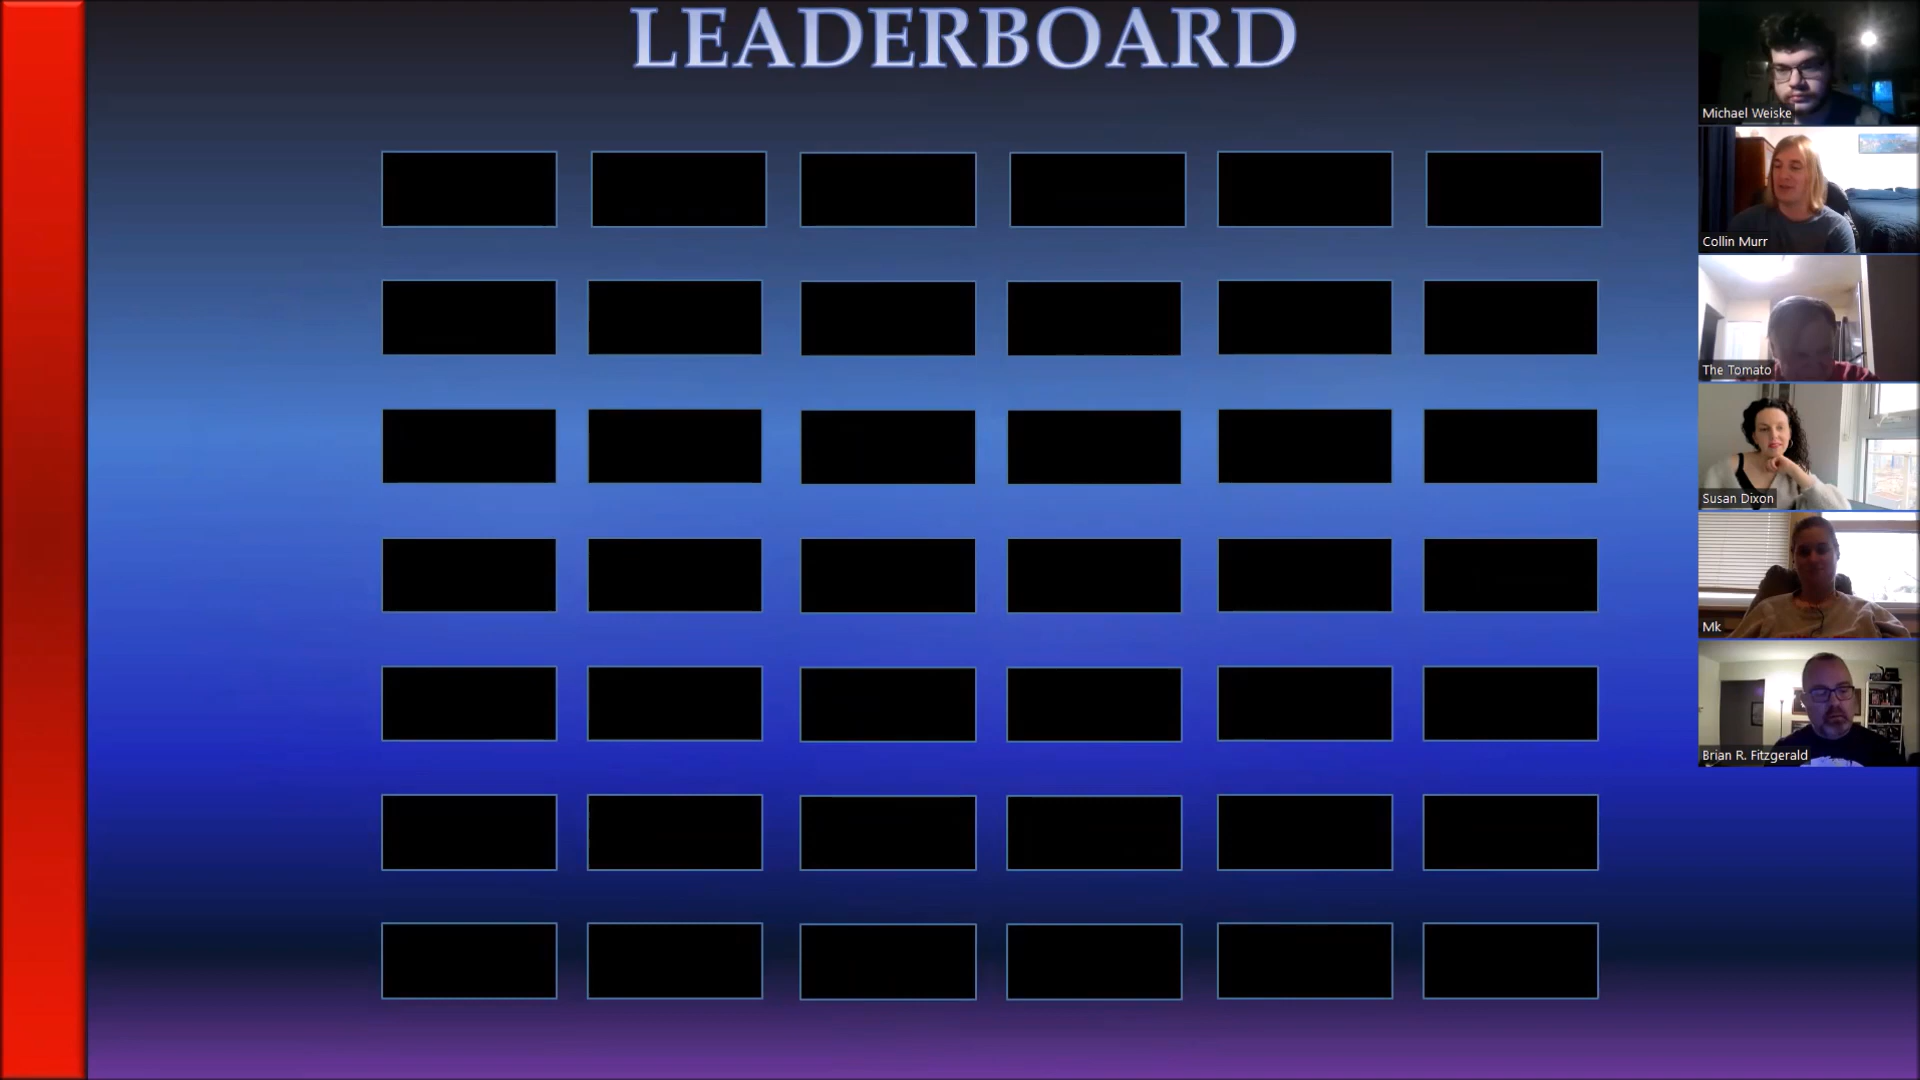 LEADERBOARD
Michael Weiske
Collin Murr
The Tomato
Susan Dixon
Mk
Brian R. Fitzgerald